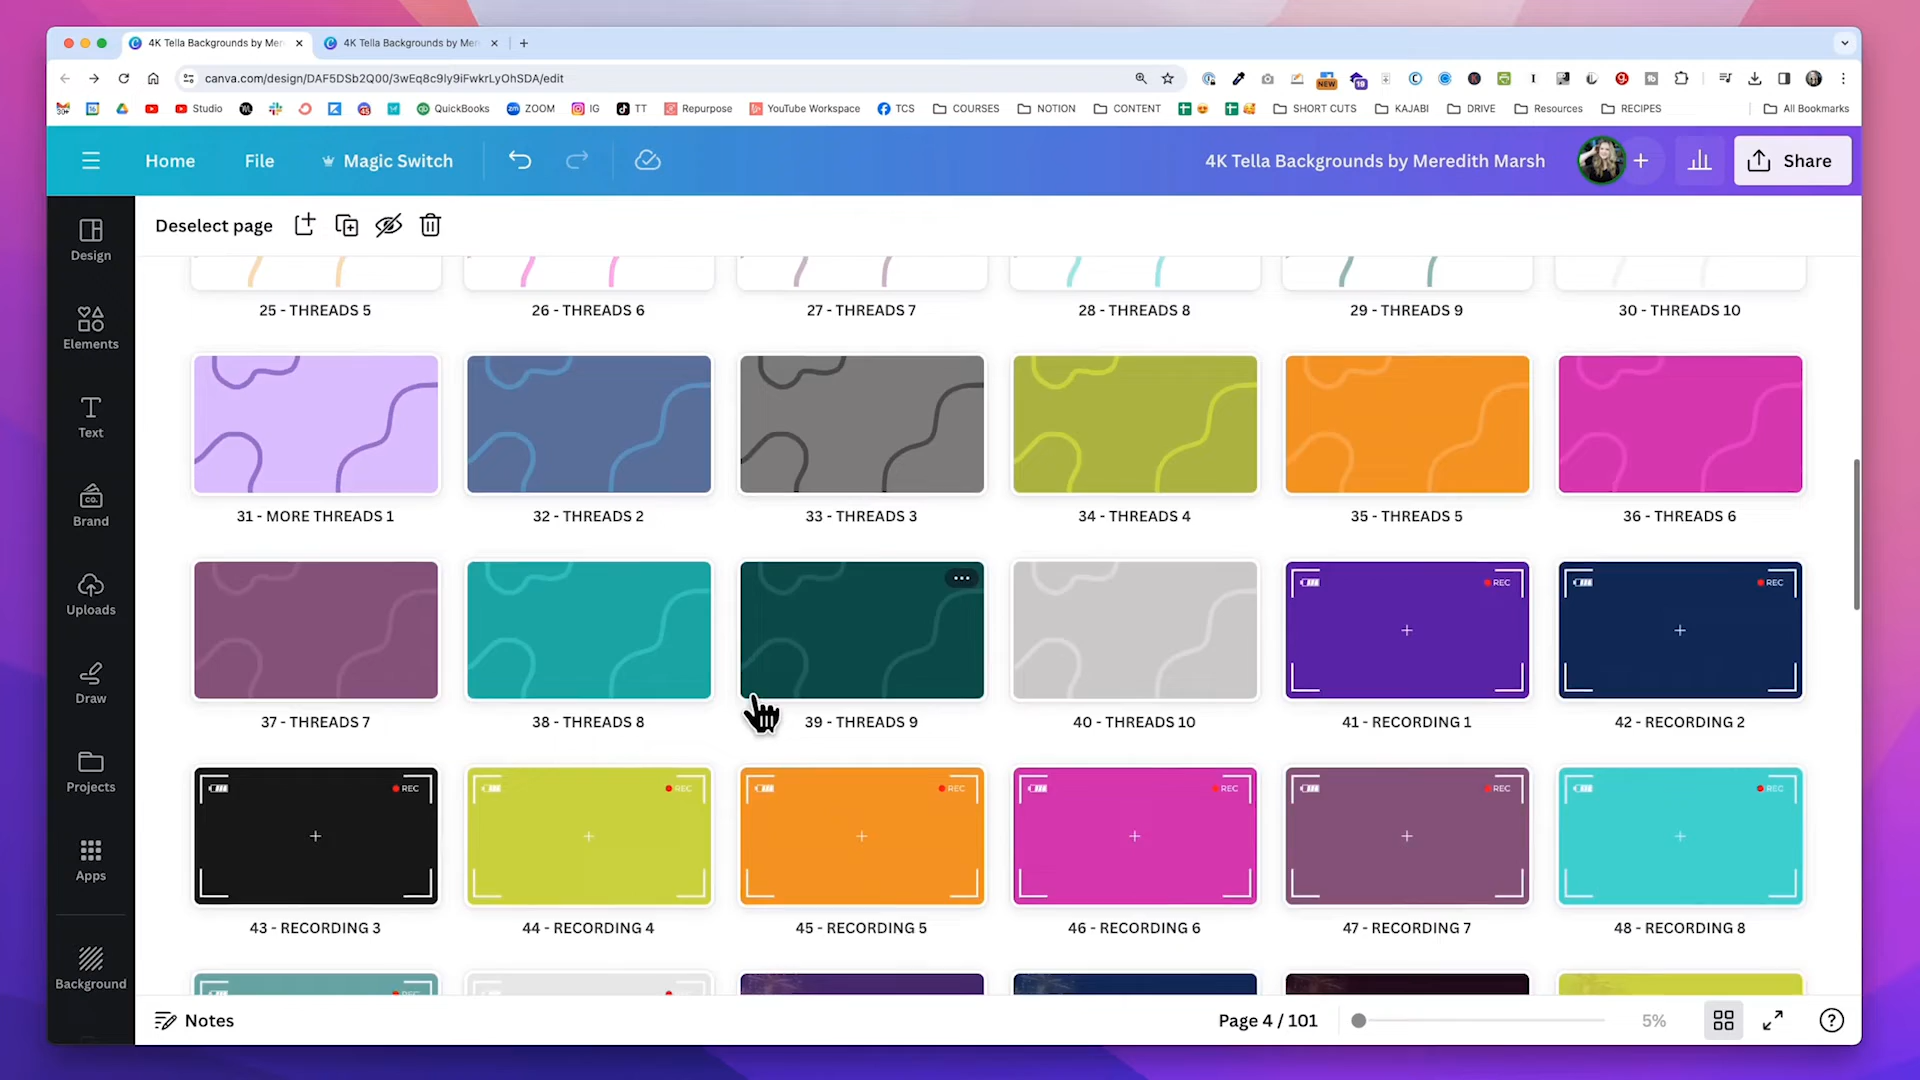 4K Tella Backgrounds by Mer
4K Tella Backgrounds by Mer
canva.com/design/DAF5DSb2Q00/3wEq8c9Iy9iFwkrLyOhSDA/edit
NEW
19
Studio
QuickBooks
ZOOM
IG
TT
Repurpose
YouTube Workspace
TCS
COURSES
NOTION
CONTENT
SHORT CUTS
KAJABI
DRIVE
Resources
RECIPES
All Bookmarks
Home
File
Magic Switch
4K Tella Backgrounds by Meredith Marsh
Share
Deselect page
Design
Elements
Text
Brand
Uploads
Draw
Projects
Apps
Background
25 - THREADS 5
26 - THREADS 6
27 - THREADS 7
28 - THREADS 8
29 - THREADS 9
30 - THREADS 10
31 - MORE THREADS 1
32 - THREADS 2
33 - THREADS 3
34 - THREADS 4
35 - THREADS 5
36 - THREADS 6
REC
REC
37 - THREADS 7
38 - THREADS 8
39 - THREADS 9
40 - THREADS 10
41 - RECORDING 1
42 - RECORDING 2
REC
REC
REC
REC
REC
REC
43 - RECORDING 3
44 - RECORDING 4
45 - RECORDING 5
46 - RECORDING 6
47 - RECORDING 7
48 - RECORDING 8
Notes
Page 4 / 101
5%